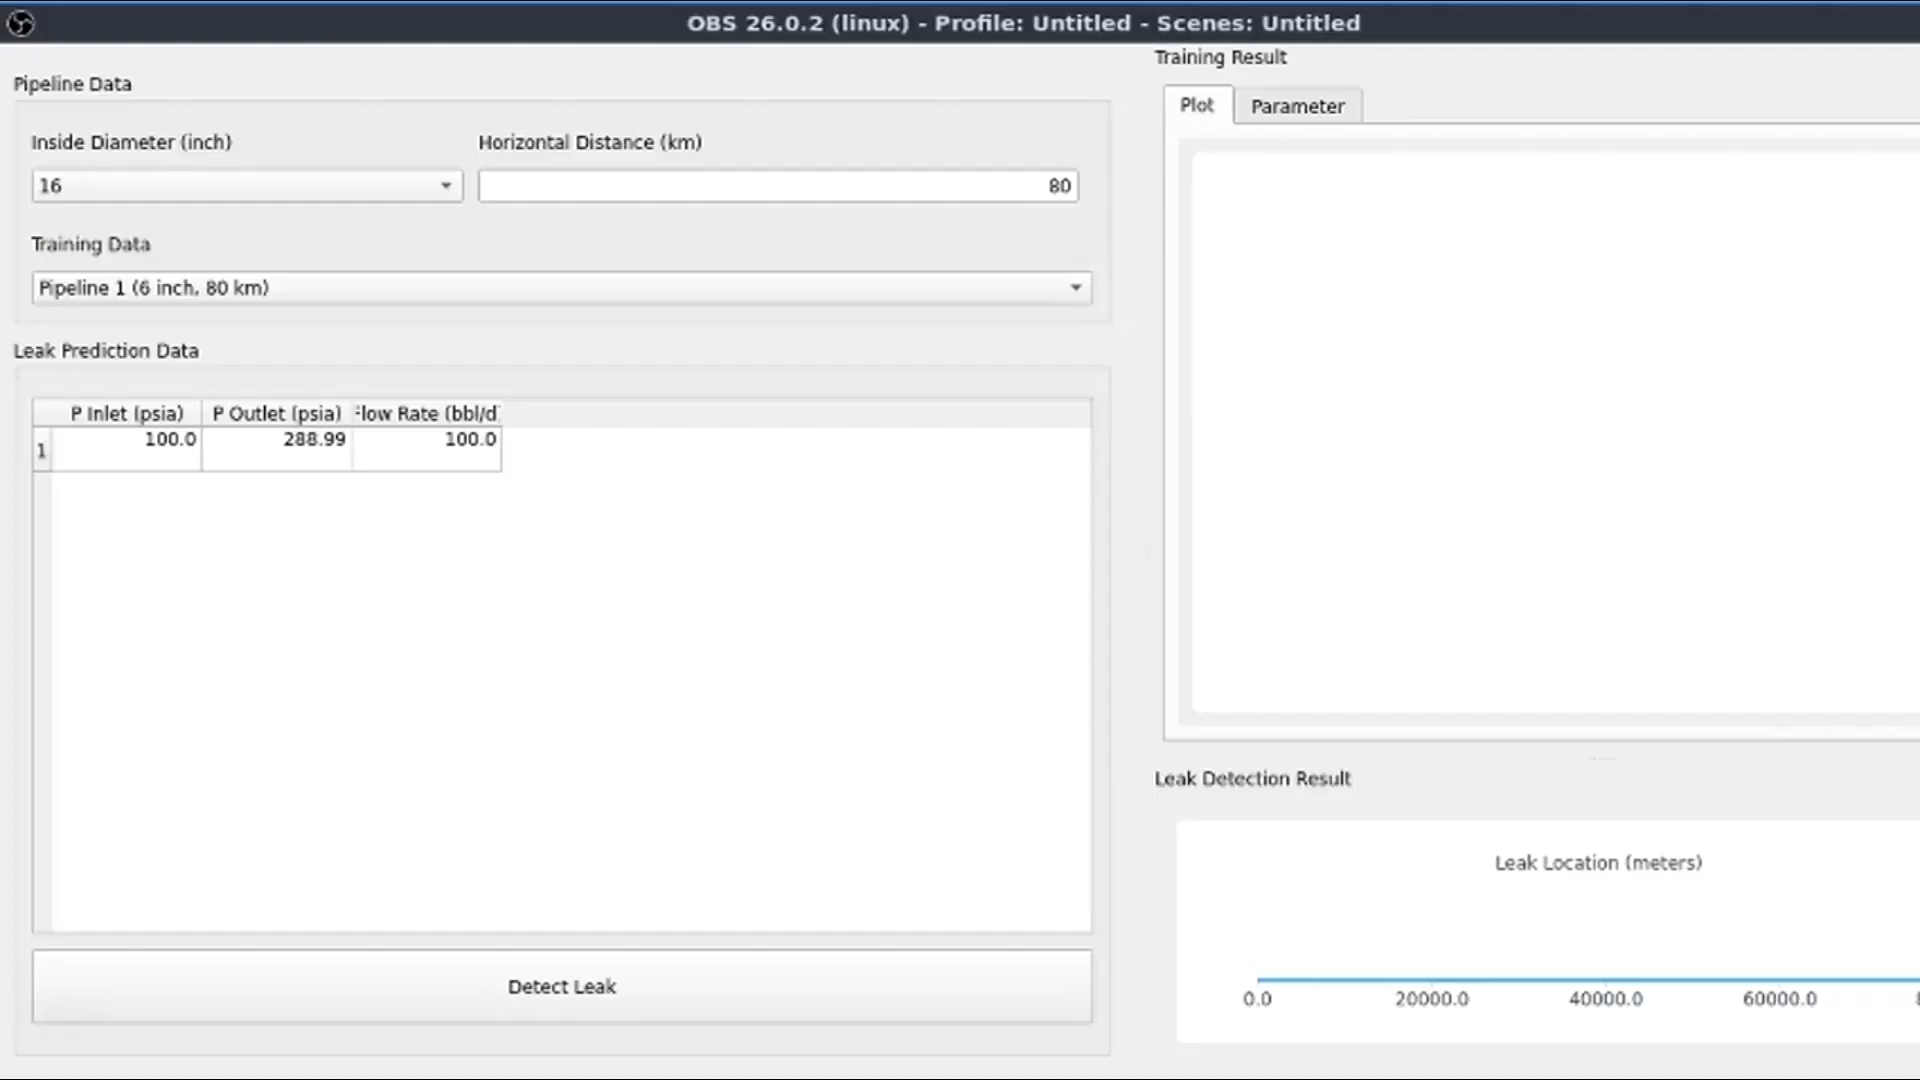 OBS 26.0.2 (linux) - Profile: Untitled - Scenes: Untitled
Pipeline Data
Inside Diameter (inch)
Horizontal Distance (km)
16
80
Training Data
Pipeline 1 (6 inch, 80 km)
Leak Prediction Data
P Inlet (psia) P Outlet (psia) Flow Rate (bbl/d
1 100.0 288.99 100.0
Detect Leak
Training Result
Plot Parameter
Leak Detection Result
Leak Location (meters)
0.0 20000.0 40000.0 60000.0